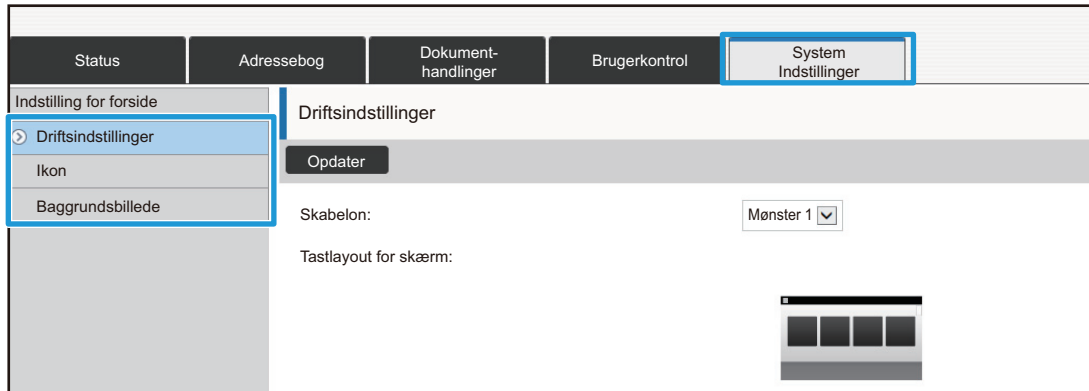 Status
Adressebog
Dokument-
handlinger
Brugerkontrol
System
Indstillinger
Indstilling for forside
Driftsindstillinger
Ikon
Baggrundsbillede
Driftsindstillinger
Opdater
Skabelon:
Mønster 1
Tastlayout for skærm: